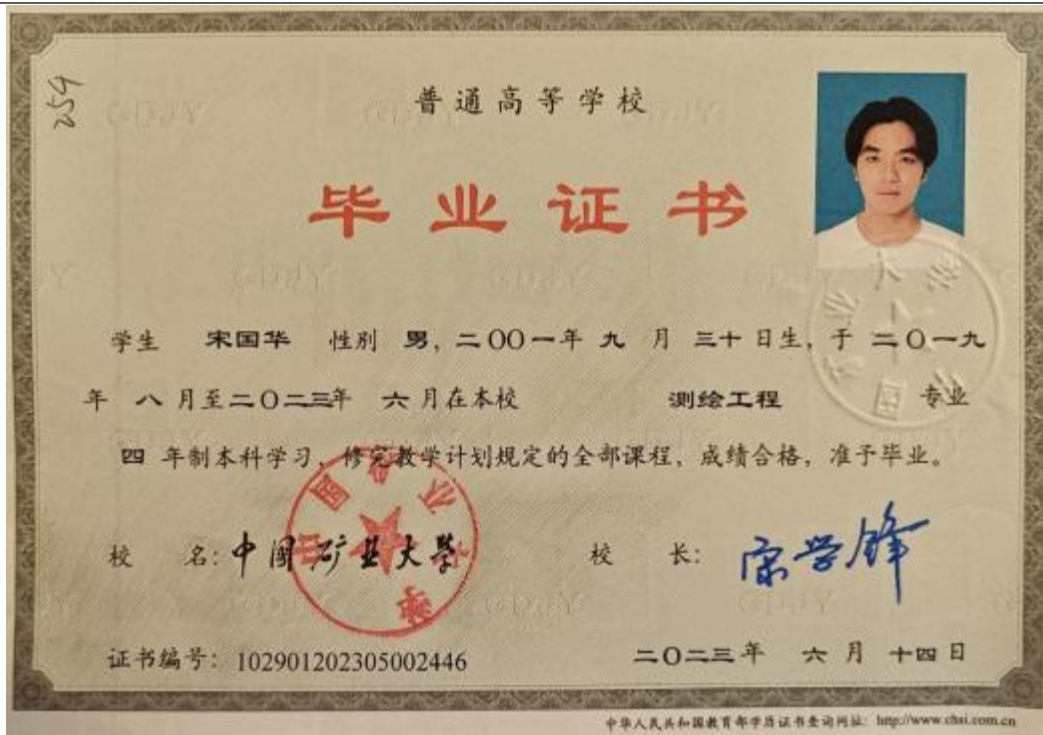 259
普通高等学校
毕业证书
学生 宋国华 性别 男，二〇〇一年 九 月 三十 日生，于 二〇一九
年 八 月至二〇二三年 六 月在本校 测绘工程 专业
四 年制本科学习，修完教学计划规定的全部课程，成绩合格，准予毕业。
校 名：中国矿业大学 校 长：宋学锋
证书编号：102901202305002446 二〇二三年 六 月 十四 日
中华人民共和国教育部学历证书查询网址：http://www.chsi.com.cn